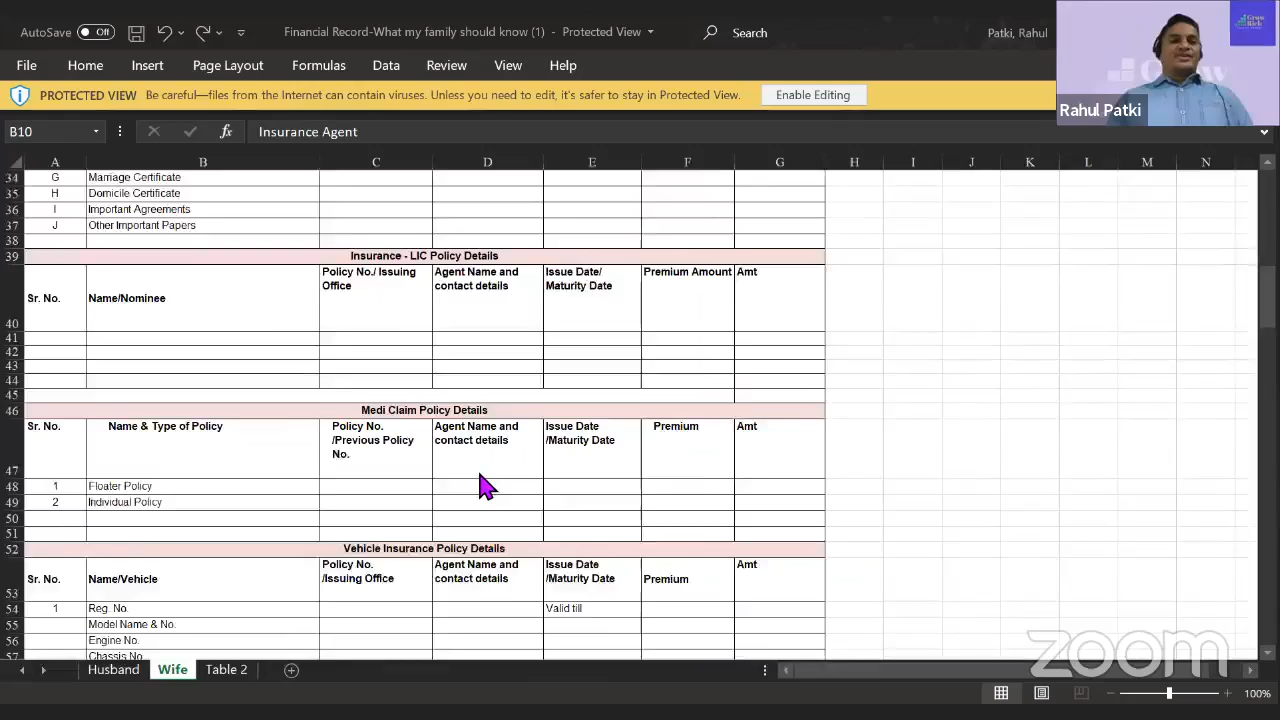 AutoSave Off Financial Record-What my family should know (1) - Protected View Search Patki, Rahul
Grow Rich
File Home Insert Page Layout Formulas Data Review View Help
PROTECTED VIEW Be careful—files from the Internet can contain viruses. Unless you need to edit, it's safer to stay in Protected View. Enable Editing
Rahul Patki
B10 fx Insurance Agent
A B C D E F G H I J K L M N
34 G Marriage Certificate
35 H Domicile Certificate
36 I Important Agreements
37 J Other Important Papers
38
39 Insurance - LIC Policy Details
Policy No./ Issuing Agent Name and Issue Date/ Premium Amount Amt
Office contact details Maturity Date
Sr. No. Name/Nominee
40
41
42
43
44
45
46 Medi Claim Policy Details
Sr. No. Name & Type of Policy Policy No. Agent Name and Issue Date Premium Amt
/Previous Policy contact details /Maturity Date
No.
47
48 1 Floater Policy
49 2 Individual Policy
50
51
52 Vehicle Insurance Policy Details
Policy No. Agent Name and Issue Date Amt
Sr. No. Name/Vehicle /Issuing Office contact details /Maturity Date Premium
53
54 1 Reg. No. Valid till
55 Model Name & No.
56 Engine No.
57 Chassis No.
zoom
Husband Wife Table 2
100%